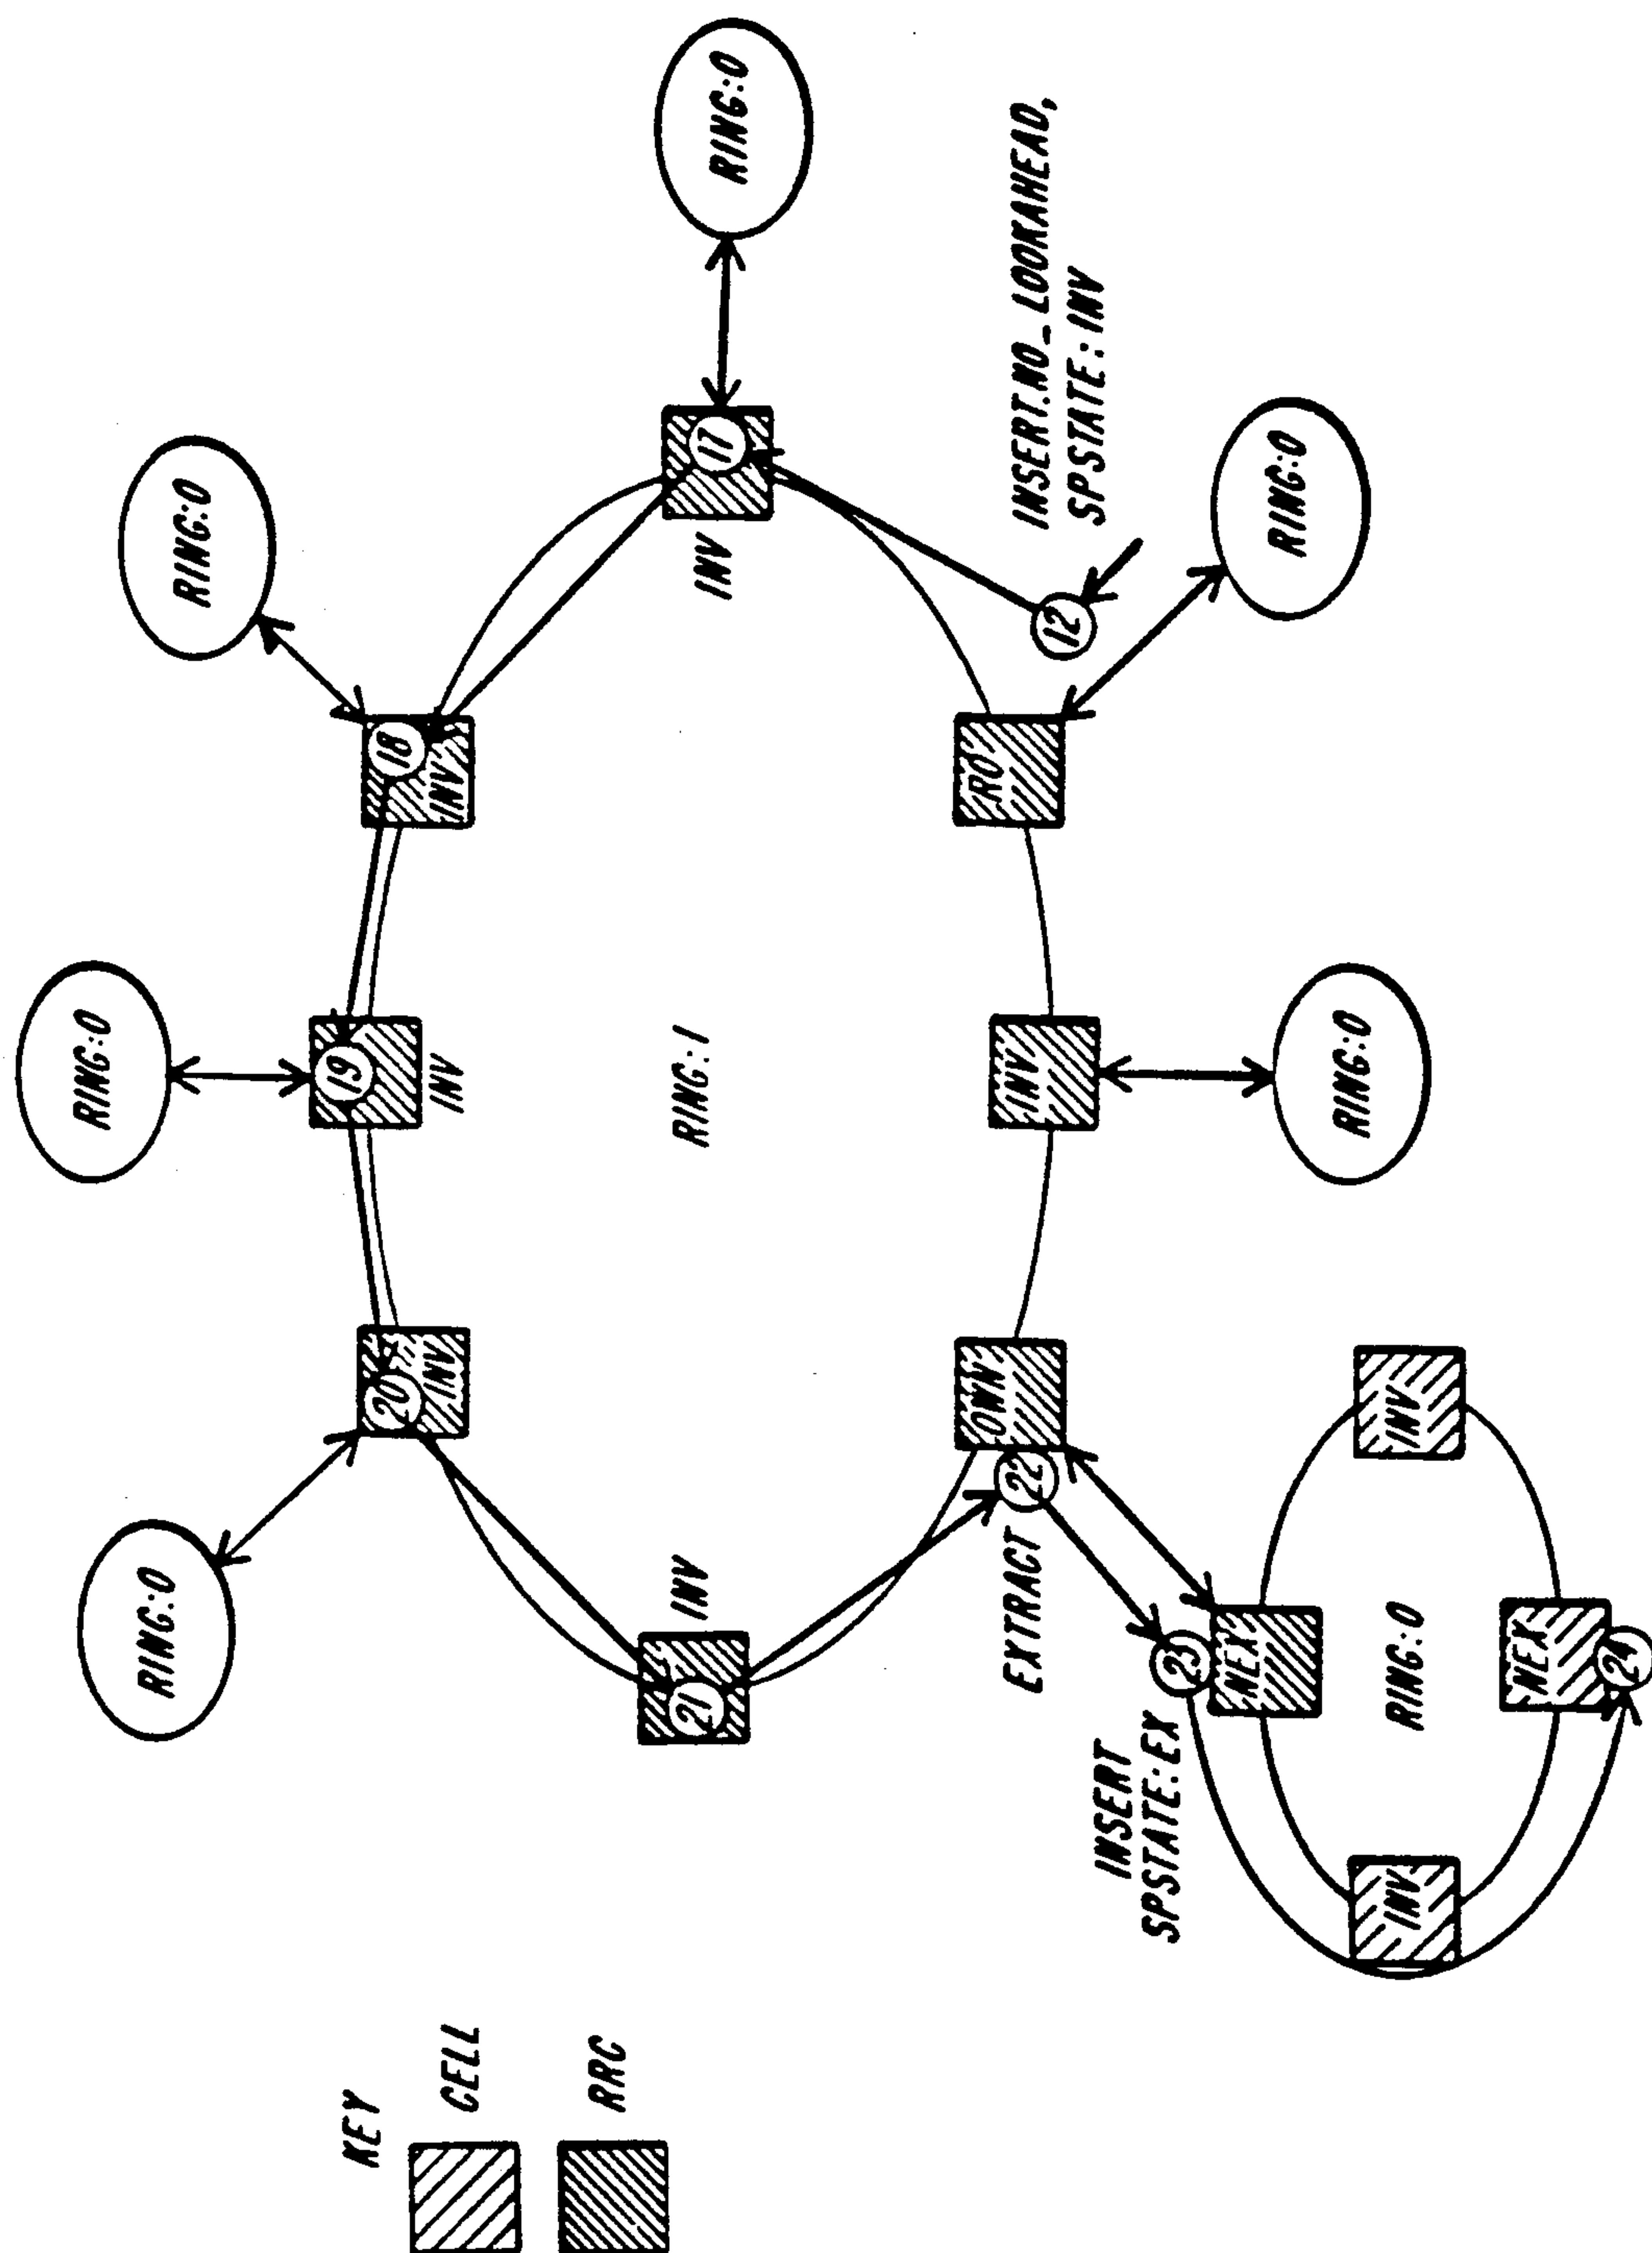 RING:0
RING:0
RING:0
KEY
CELL
RRC
20
INV
19
INV
18
INV
21
INV
RING:1
INV
17
RING:0
OWN
INV
RO
EXTRACT
22
12
INSERT.NO_LOOKAHEAD,
SPSTATE:INV
INSERT
SPSTATE:EX
23
NEX
INV
RING:0
INV
NEX
24
RING:0
RING:0